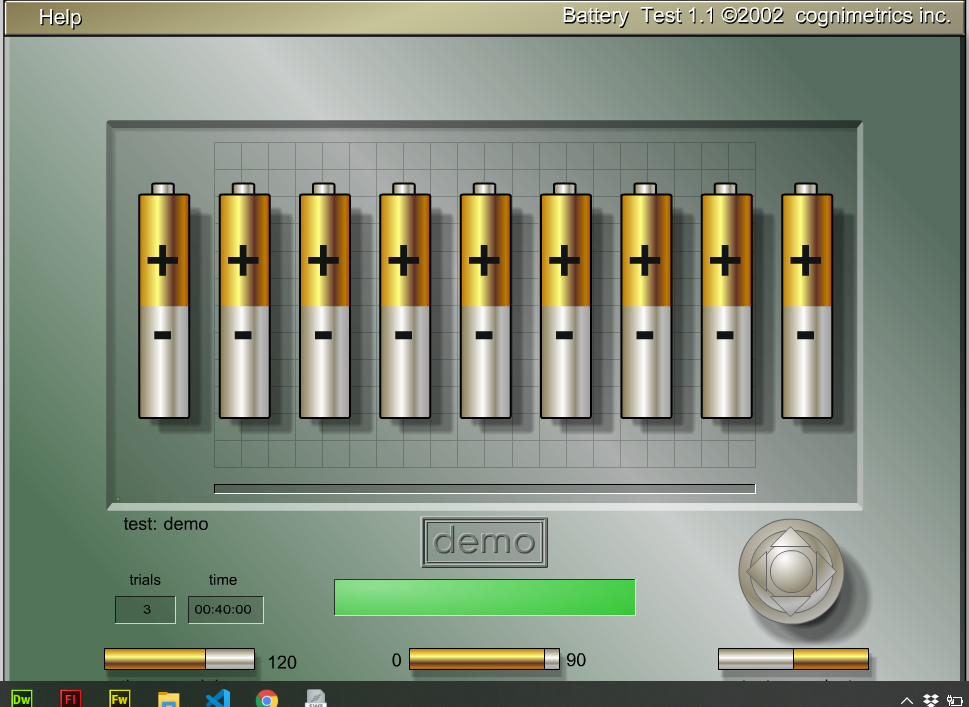 Help
Battery Test 1.1 ©2002 cognimetrics inc.
+ + + + + + + + +
- - - - - - - - -
test: demo
demo
trials time
3 00:40:00
120
0 90
Dw Fl Fw